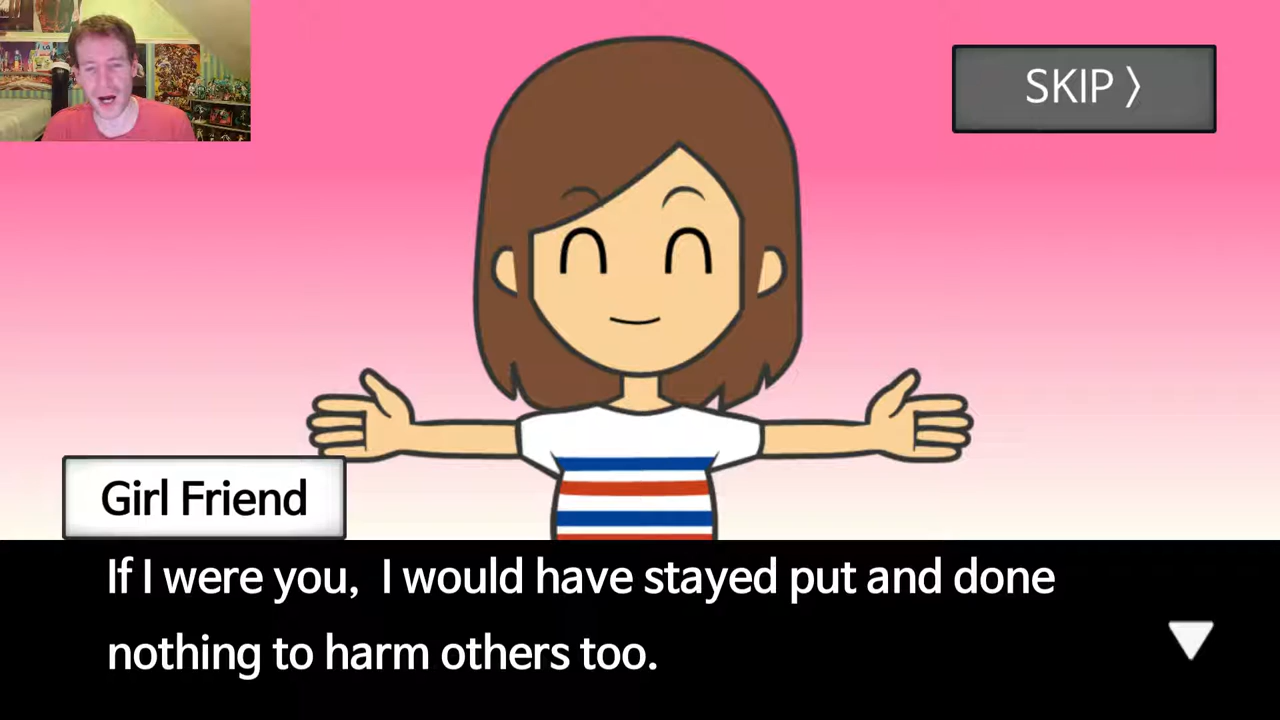 SKIP 〉
Girl Friend
If I were you, I would have stayed put and done
nothing to harm others too.